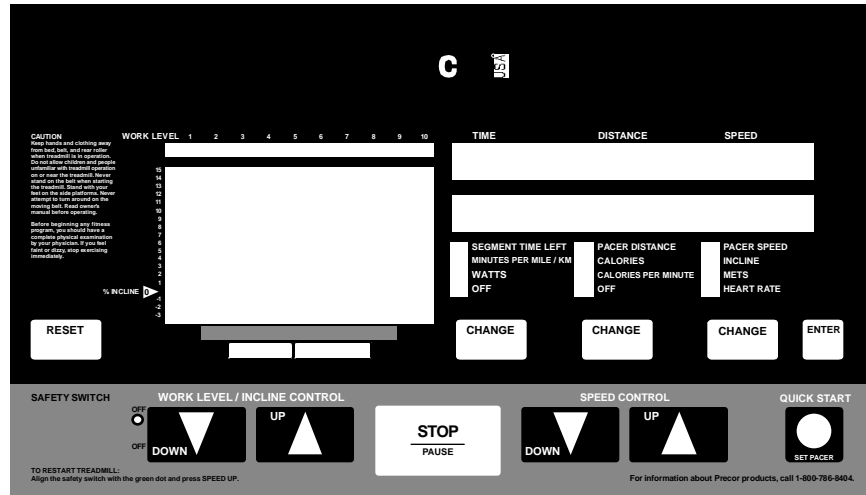 C USA
CAUTION
Keep hands and clothing away
from bed, belt, and rear roller
when treadmill is in operation.
Do not allow children and people
unfamiliar with treadmill operation
on or near the treadmill. Never
stand on the belt when starting
the treadmill. Stand with your
feet on the side platforms. Never
attempt to turn around on the
moving belt. Read owner's
manual before operating.
Before beginning any fitness
program, you should have a
complete physical examination
by your physician. If you feel
faint or dizzy, stop exercising
immediately.
WORK LEVEL 1 2 3 4 5 6 7 8 9 10
15
14
13
12
11
10
9
8
7
6
5
4
3
2
1
% INCLINE 0
-1
-2
-3
TIME DISTANCE SPEED
SEGMENT TIME LEFT PACER DISTANCE PACER SPEED
MINUTES PER MILE / KM CALORIES INCLINE
WATTS CALORIES PER MINUTE METS
OFF OFF HEART RATE
RESET CHANGE CHANGE CHANGE ENTER
SAFETY SWITCH WORK LEVEL / INCLINE CONTROL SPEED CONTROL QUICK START
OFF
OFF
DOWN UP
STOP
PAUSE
DOWN UP
SET PACER
TO RESTART TREADMILL:
Align the safety switch with the green dot and press SPEED UP.
For information about Precor products, call 1-800-786-8404.